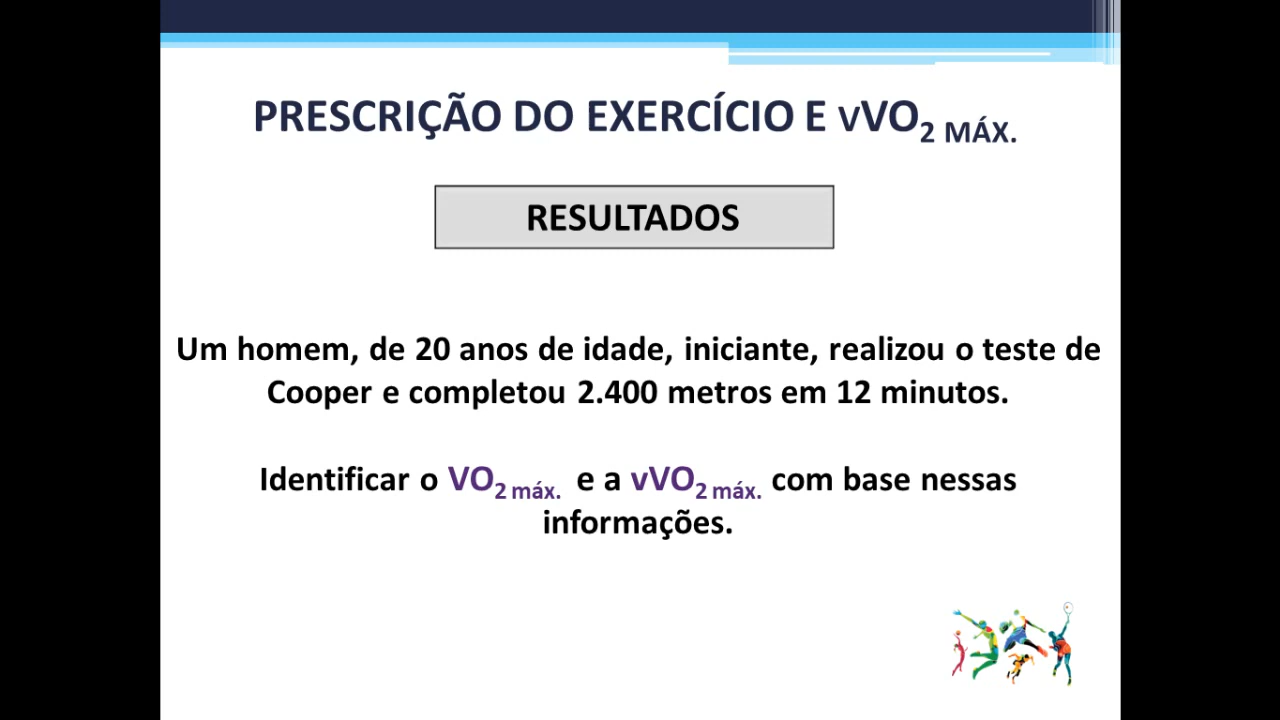 PRESCRIÇÃO DO EXERCÍCIO E vVO2 MÁX.
RESULTADOS
Um homem, de 20 anos de idade, iniciante, realizou o teste de
Cooper e completou 2.400 metros em 12 minutos.
Identificar o VO2 máx. e a vVO2 máx. com base nessas
informações.